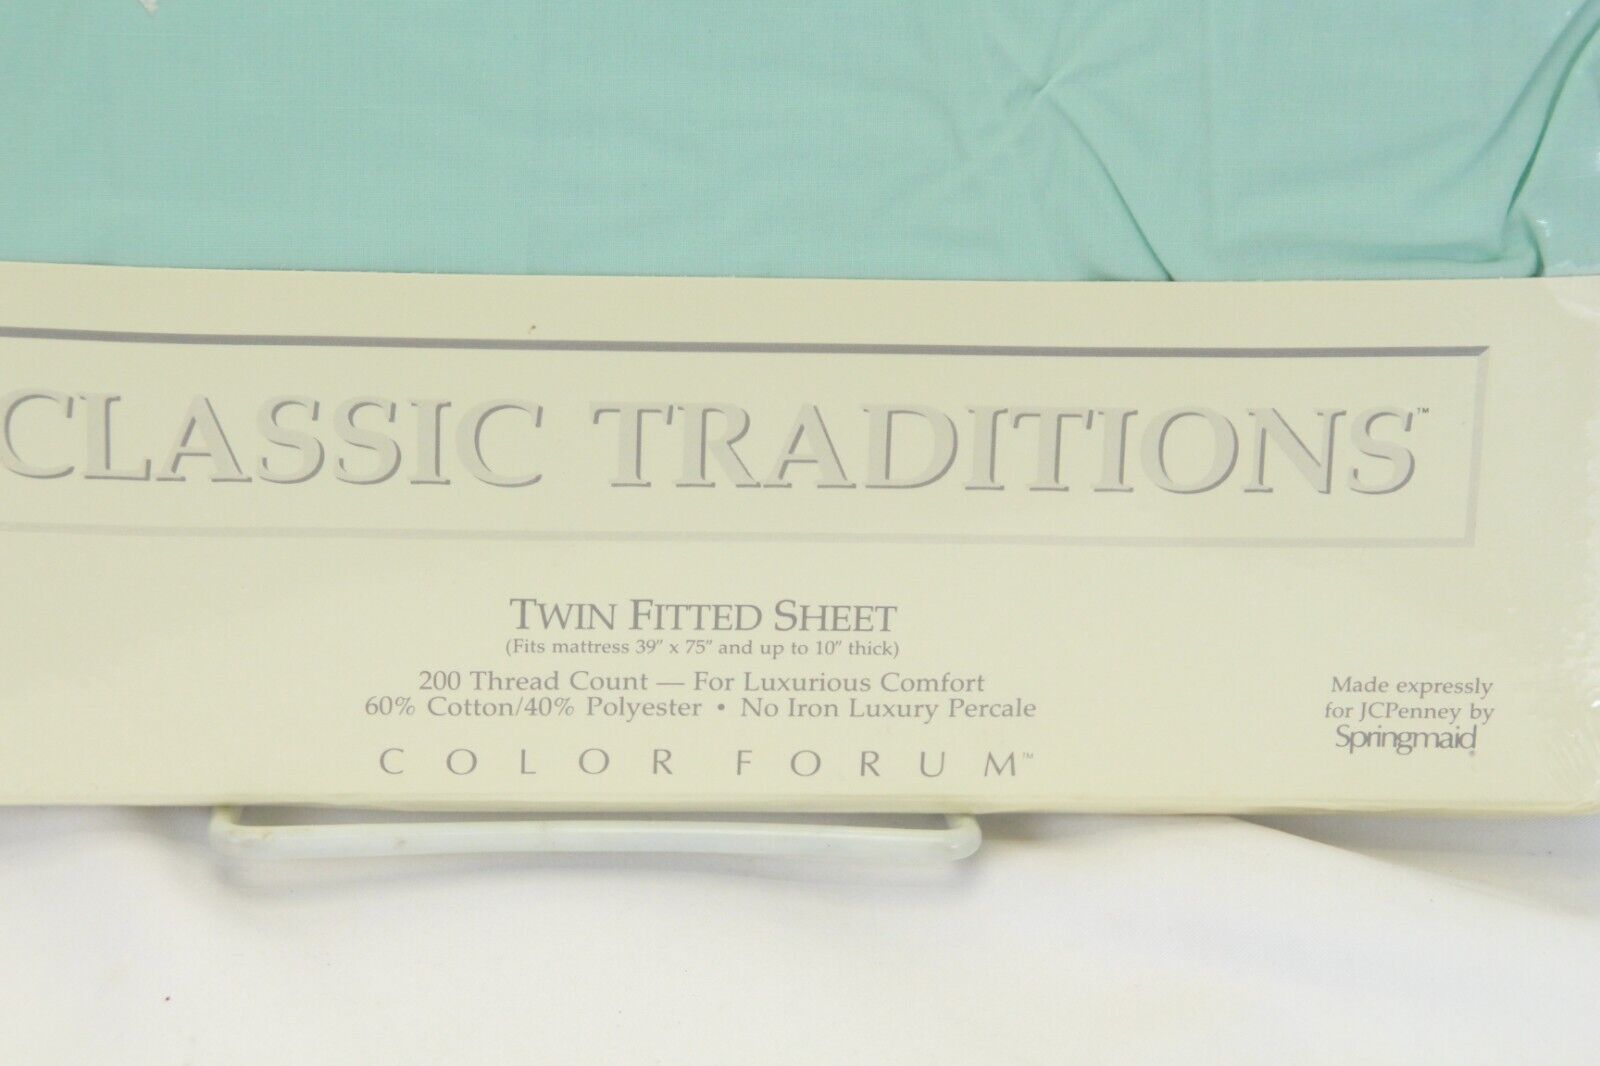 CLASSIC TRADITIONS™
TWIN FITTED SHEET
(Fits mattress 39" x 75" and up to 10" thick)
200 Thread Count — For Luxurious Comfort
60% Cotton/40% Polyester • No Iron Luxury Percale
COLOR FORUM™
Made expressly
for JCPenney by
Springmaid®